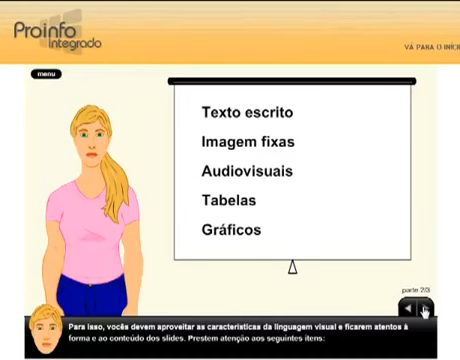 Proinfo
Integrado
VÁ PARA O INÍCI
menu
Texto escrito
Imagem fixas
Audiovisuais
Tabelas
Gráficos
parte 2/3
Para isso, vocês devem aproveitar as características da linguagem visual e ficarem atentos à
forma e ao conteúdo dos slides. Prestem atenção aos seguintes itens: